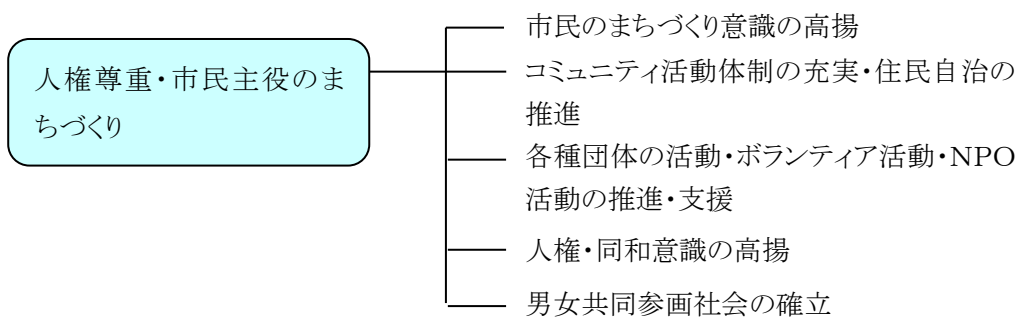 人権尊重・市民主役のま
ちづくり
市民のまちづくり意識の高揚
コミュニティ活動体制の充実・住民自治の
推進
各種団体の活動・ボランティア活動・NPO
活動の推進・支援
人権・同和意識の高揚
男女共同参画社会の確立